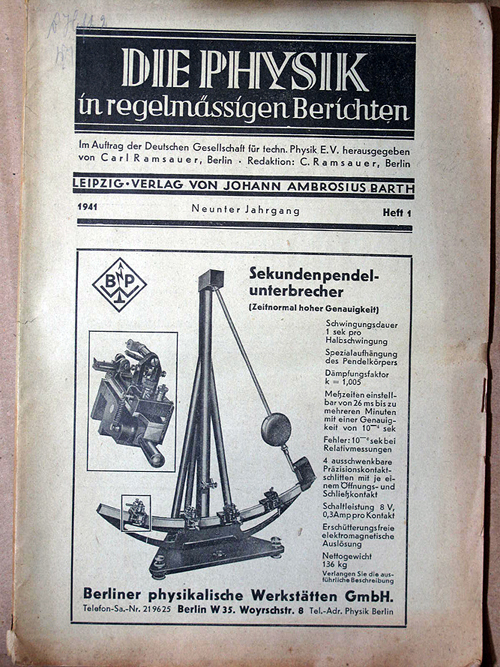 DIE PHYSIK
in regelmässigen Berichten
Im Auftrag der Deutschen Gesellschaft für techn. Physik E.V. herausgegeben
von Carl Ramsauer, Berlin · Redaktion: C. Ramsauer, Berlin
LEIPZIG · VERLAG VON JOHANN AMBROSIUS BARTH
1941 Neunter Jahrgang Heft 1
BNP
Sekundenpendel-
unterbrecher
(Zeitnormal hoher Genauigkeit)
Schwingungsdauer
1 sek pro
Halbschwingung
Spezialaufhängung
des Pendelkörpers
Dämpfungsfaktor
k = 1,005
Meßzeiten einstell-
bar von 26 ms bis zu
mehreren Minuten
mit einer Genauig-
keit von 10⁻⁴ sek
Fehler: 10⁻⁴ sek bei
Relativmessungen
4 ausschwenkbare
Präzisionskontakt-
schlitten mit je ei-
nem Öffnungs- und
Schließkontakt
Schaltleistung 8 V,
0,3 Amp pro Kontakt
Erschütterungsfreie
elektromagnetische
Auslösung
Nettogewicht
136 kg
Verlangen Sie die aus-
führliche Beschreibung
Berliner physikalische Werkstätten GmbH.
Telefon-Sa.-Nr. 219625 Berlin W 35. Woyrschstr. 8 Tel.-Adr. Physik Berlin